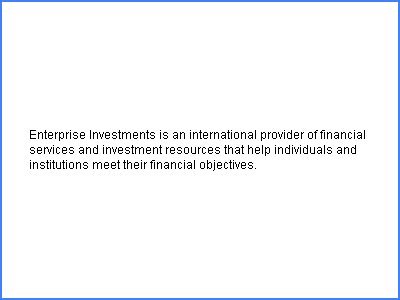 Enterprise Investments is an international provider of financial
services and investment resources that help individuals and
institutions meet their financial objectives.